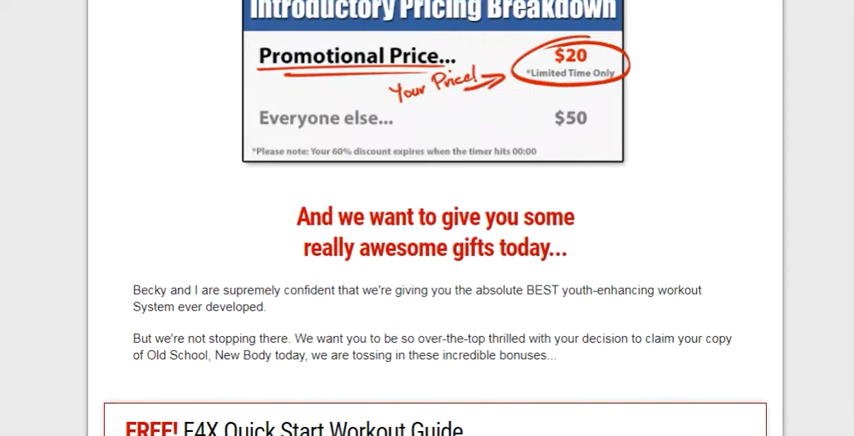 Introductory Pricing Breakdown
Promotional Price... $20
Your Price! *Limited Time Only
Everyone else... $50
*Please note: Your 60% discount expires when the timer hits 00:00
And we want to give you some
really awesome gifts today...
Becky and I are supremely confident that we're giving you the absolute BEST youth-enhancing workout
System ever developed.
But we're not stopping there. We want you to be so over-the-top thrilled with your decision to claim your copy
of Old School, New Body today, we are tossing in these incredible bonuses...
FREE! F4X Quick Start Workout Guide